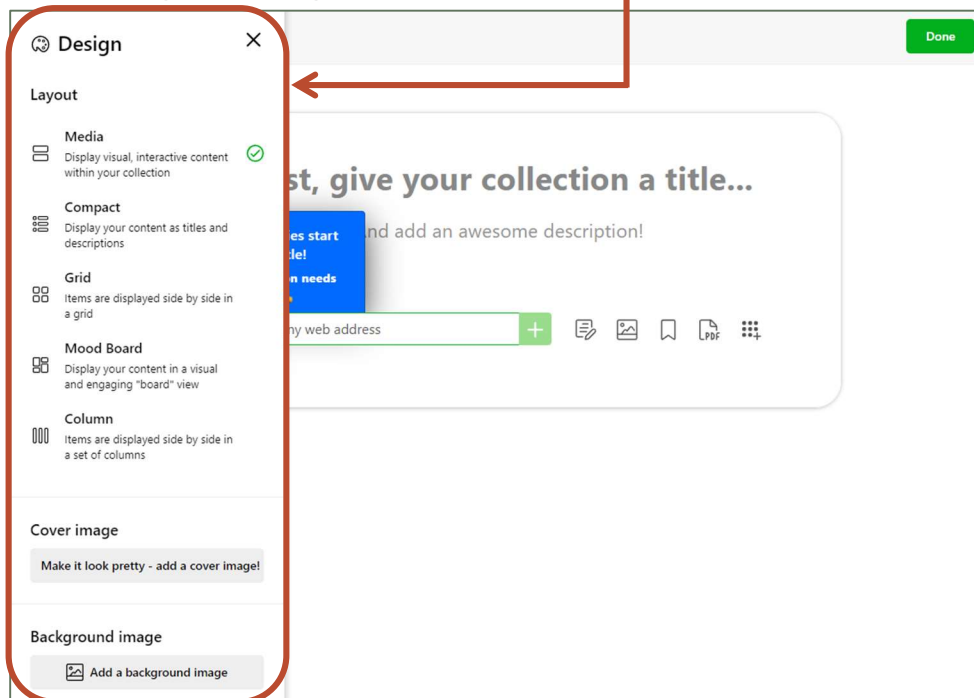 Design
Done
Layout
Media
Display visual, interactive content
within your collection
Compact
Display your content as titles and
descriptions
Grid
Items are displayed side by side in
a grid
Mood Board
Display your content in a visual
and engaging "board" view
Column
Items are displayed side by side in
a set of columns
Cover image
Make it look pretty - add a cover image!
Background image
Add a background image
st, give your collection a title...
nd add an awesome description!
es start
tle!
n needs
ny web address
+
PDF